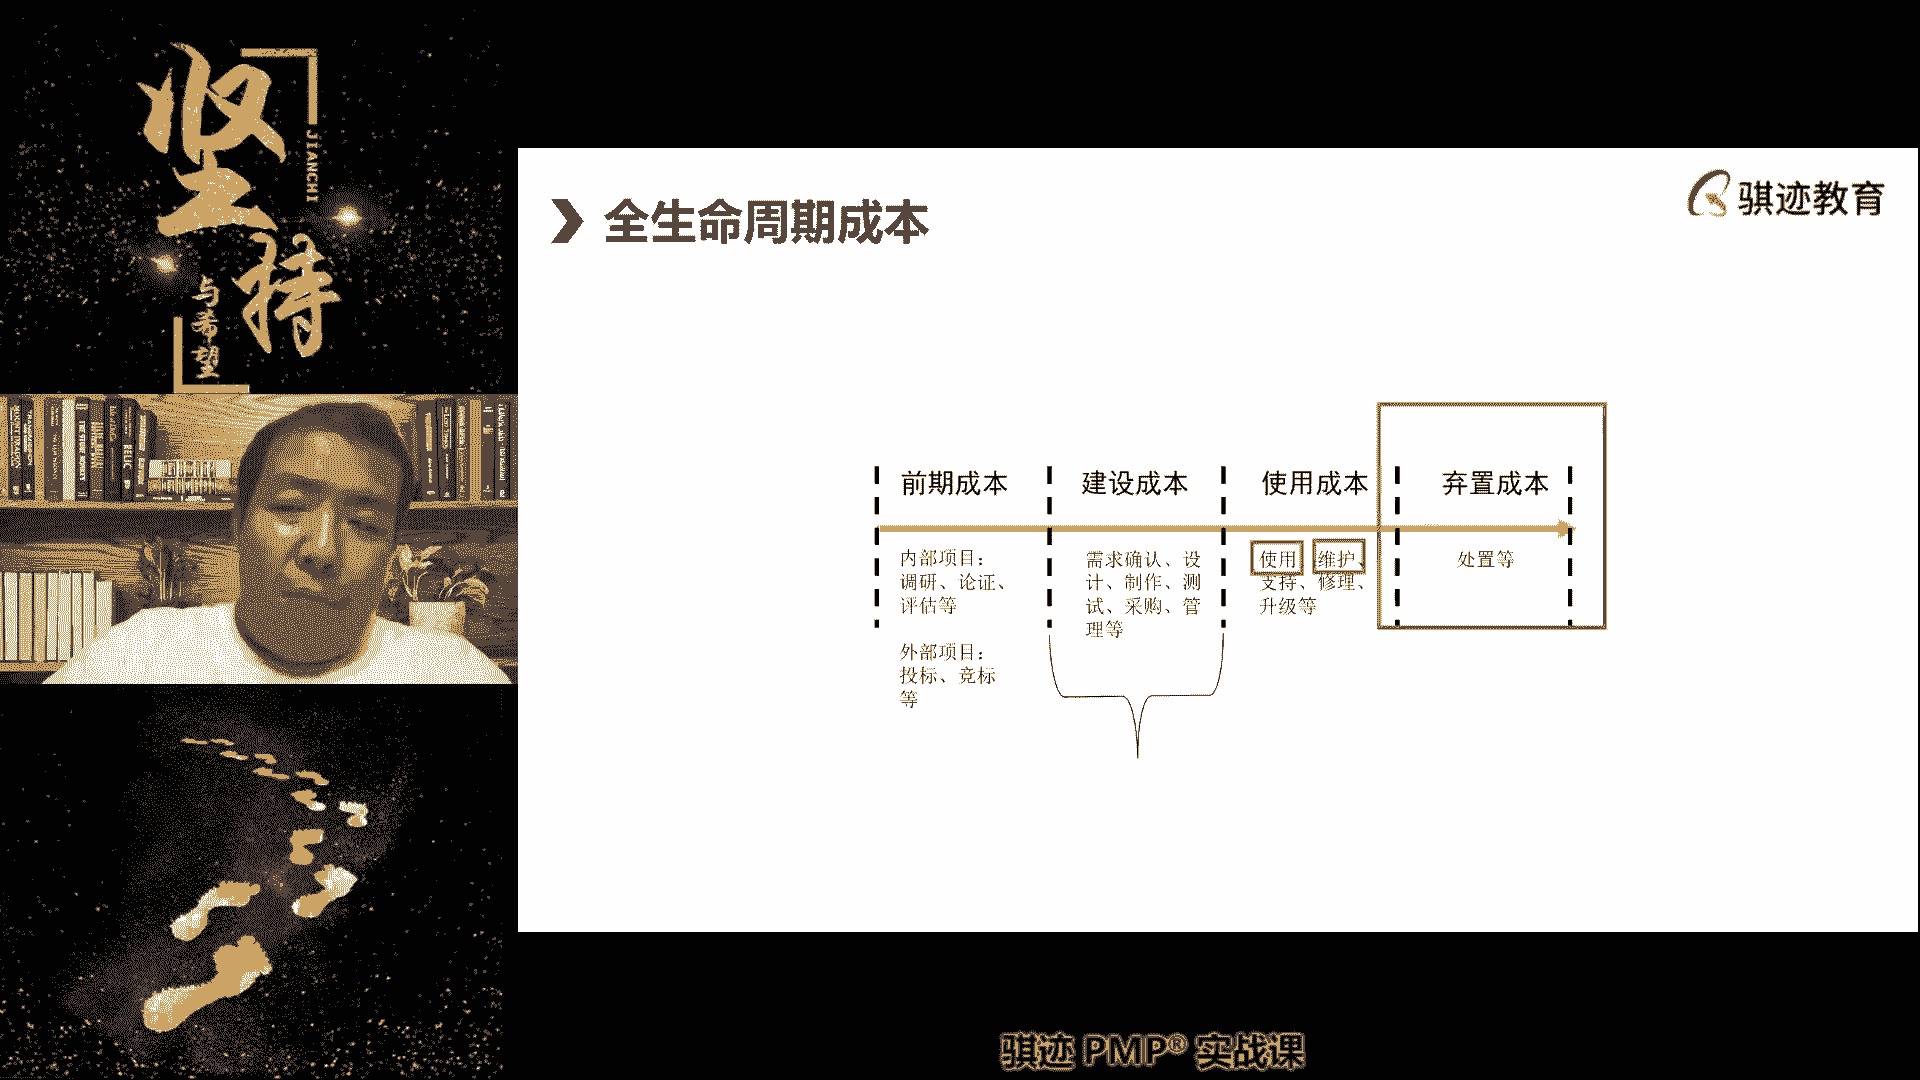 坚持
JIANCHI
与希望
RELIC
全生命周期成本
骐迹教育
前期成本
建设成本
使用成本
弃置成本
内部项目：
调研、论证、
评估等
外部项目：
投标、竞标
等
需求确认、设
计、制作、测
试、采购、管
理等
使用 维护、
支持、修理、
升级等
处置等
骐迹 PMP® 实战课